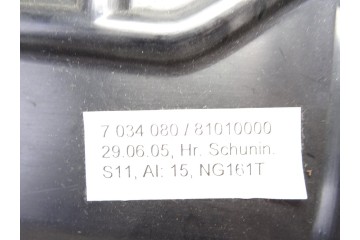 7 034 080 / 81010000
29.06.05, Hr. Schunin.
S11, AI: 15, NG161T